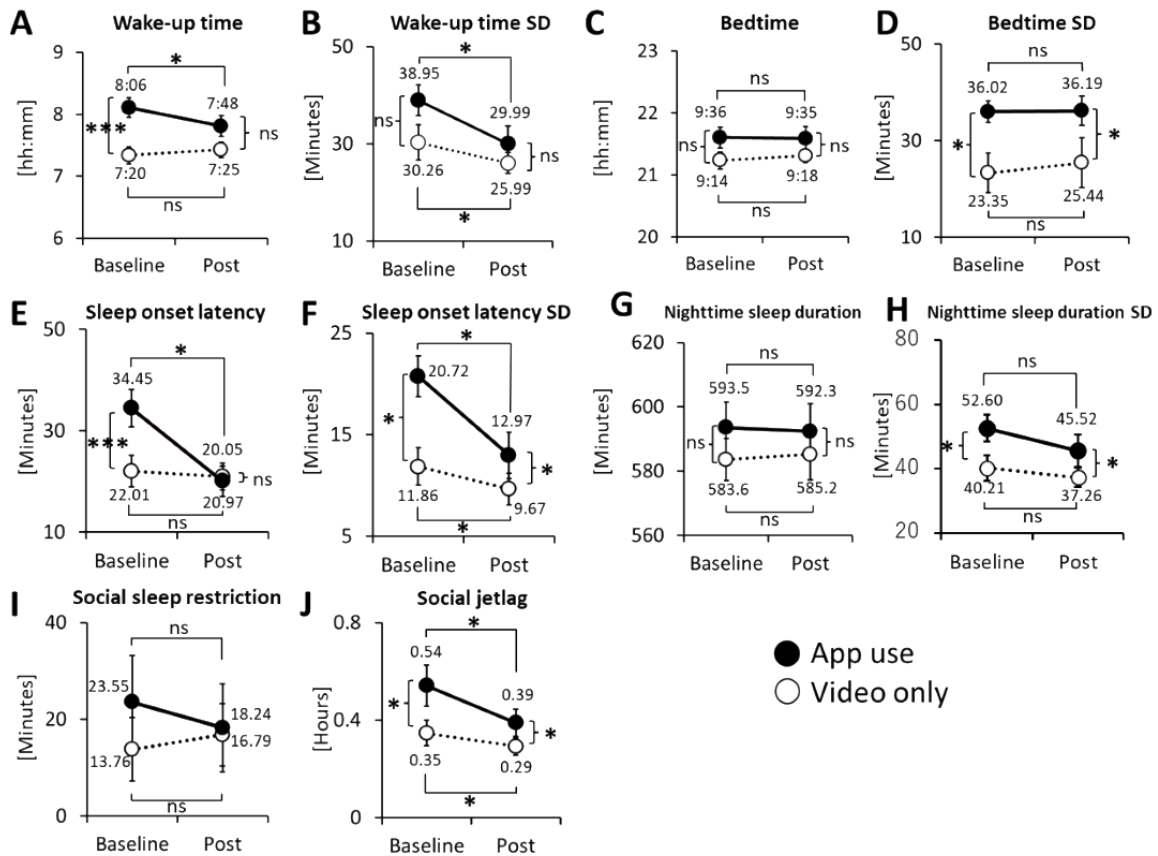 A Wake-up time
[hh:mm]
9
8
7
6
*
8:06
7:48
***
ns
7:20
7:25
ns
Baseline Post
B Wake-up time SD
[Minutes]
50
30
10
*
38.95
29.99
ns
ns
30.26
25.99
*
Baseline Post
C Bedtime
[hh:mm]
23
22
21
20
ns
9:36
9:35
ns
ns
9:14
9:18
ns
Baseline Post
D Bedtime SD
[Minutes]
50
30
10
ns
36.02
36.19
*
*
23.35
25.44
ns
Baseline Post
E Sleep onset latency
[Minutes]
50
30
10
*
34.45
20.05
***
ns
22.01
20.97
ns
Baseline Post
F Sleep onset latency SD
[Minutes]
25
15
5
*
20.72
12.97
*
*
11.86
9.67
*
Baseline Post
G Nighttime sleep duration
[Minutes]
620
600
580
560
ns
593.5
592.3
ns
ns
583.6
585.2
ns
Baseline Post
H Nighttime sleep duration SD
[Minutes]
80
60
40
20
ns
52.60
45.52
*
*
40.21
37.26
ns
Baseline Post
I Social sleep restriction
[Minutes]
40
20
0
ns
23.55
18.24
13.76
16.79
ns
Baseline Post
J Social jetlag
[Hours]
0.8
0.4
0
*
0.54
0.39
*
*
0.35
0.29
*
Baseline Post
App use
Video only